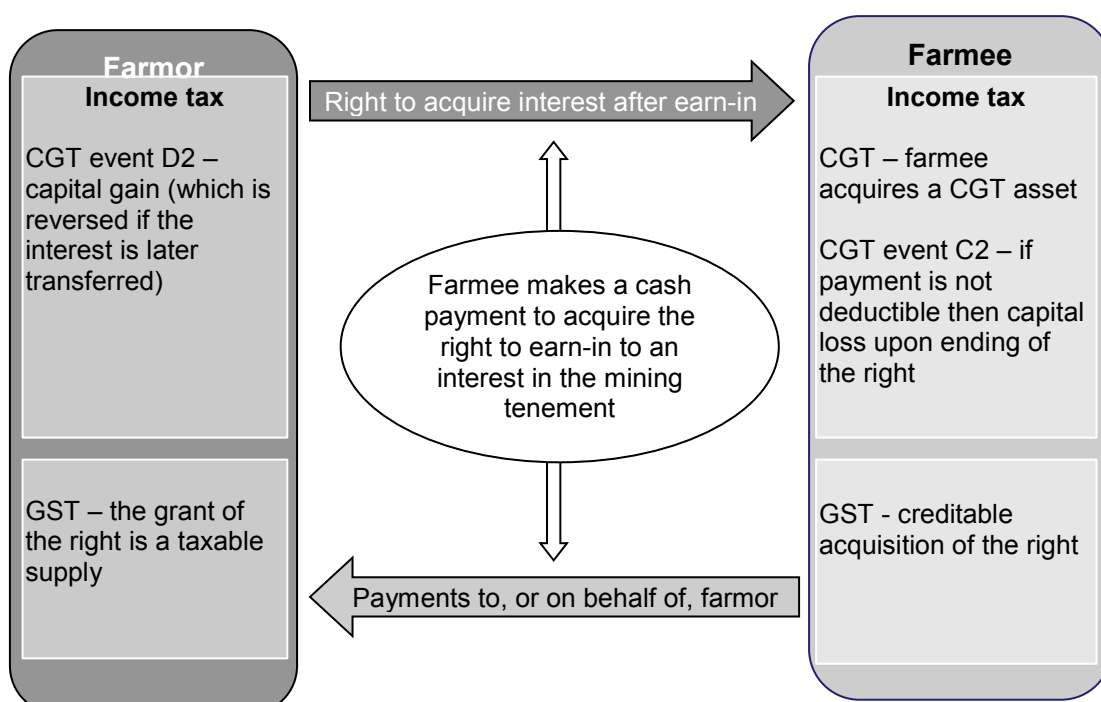 Farmor
Income tax
CGT event D2 –
capital gain (which is
reversed if the
interest is later
transferred)
GST – the grant of
the right is a taxable
supply
Right to acquire interest after earn-in
Farmee makes a cash
payment to acquire the
right to earn-in to an
interest in the mining
tenement
Payments to, or on behalf of, farmor
Farmee
Income tax
CGT – farmee
acquires a CGT asset
CGT event C2 – if
payment is not
deductible then capital
loss upon ending of
the right
GST - creditable
acquisition of the right